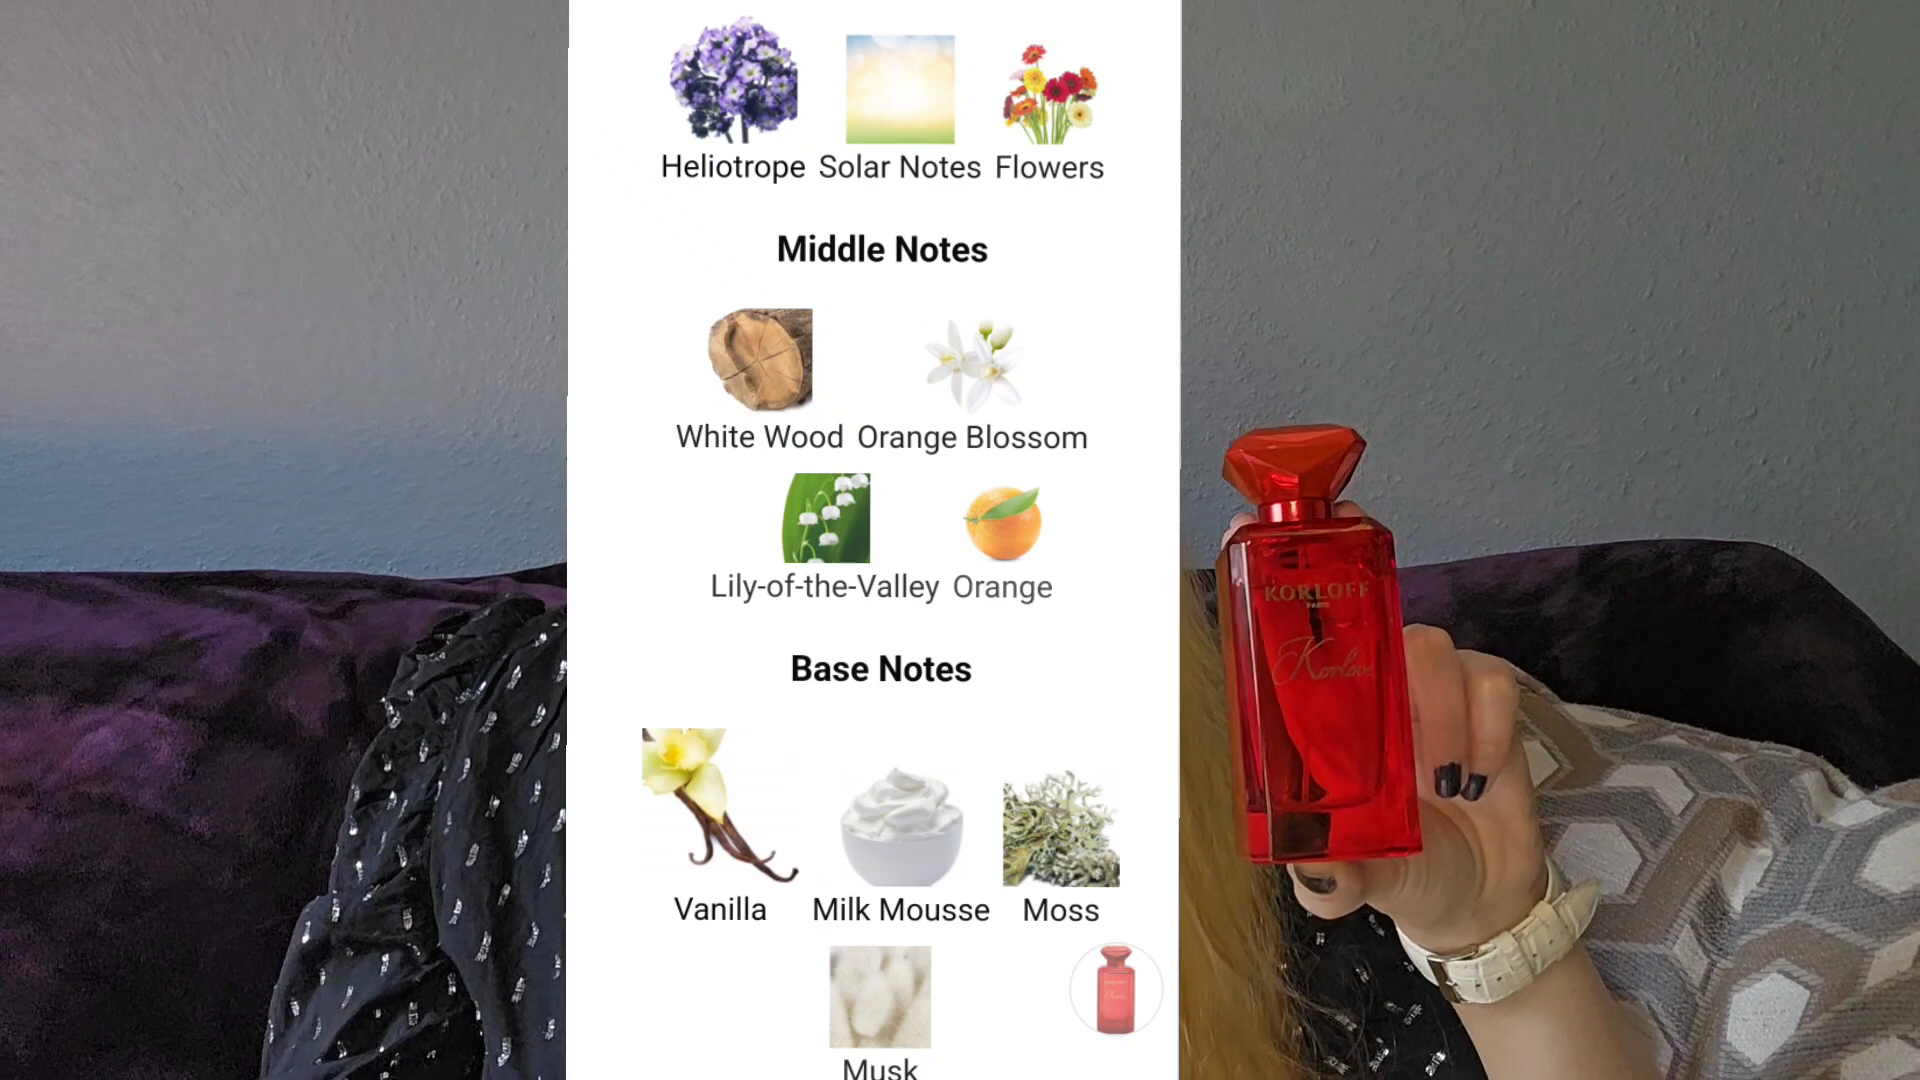 Heliotrope Solar Notes Flowers
Middle Notes
White Wood Orange Blossom
Lily-of-the-Valley Orange
Base Notes
Vanilla Milk Mousse Moss
Musk
KORLOFF
PARIS
Korlove